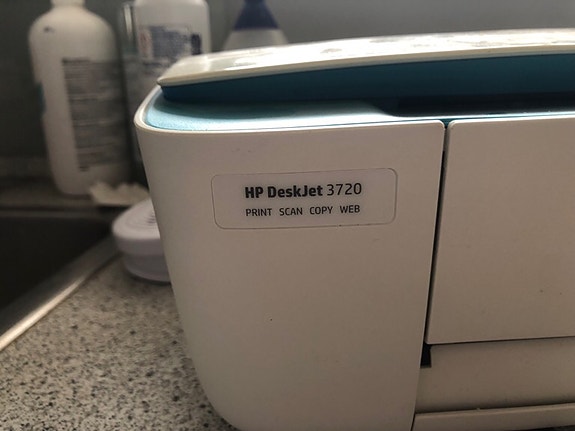 HP DeskJet 3720
PRINT SCAN COPY WEB